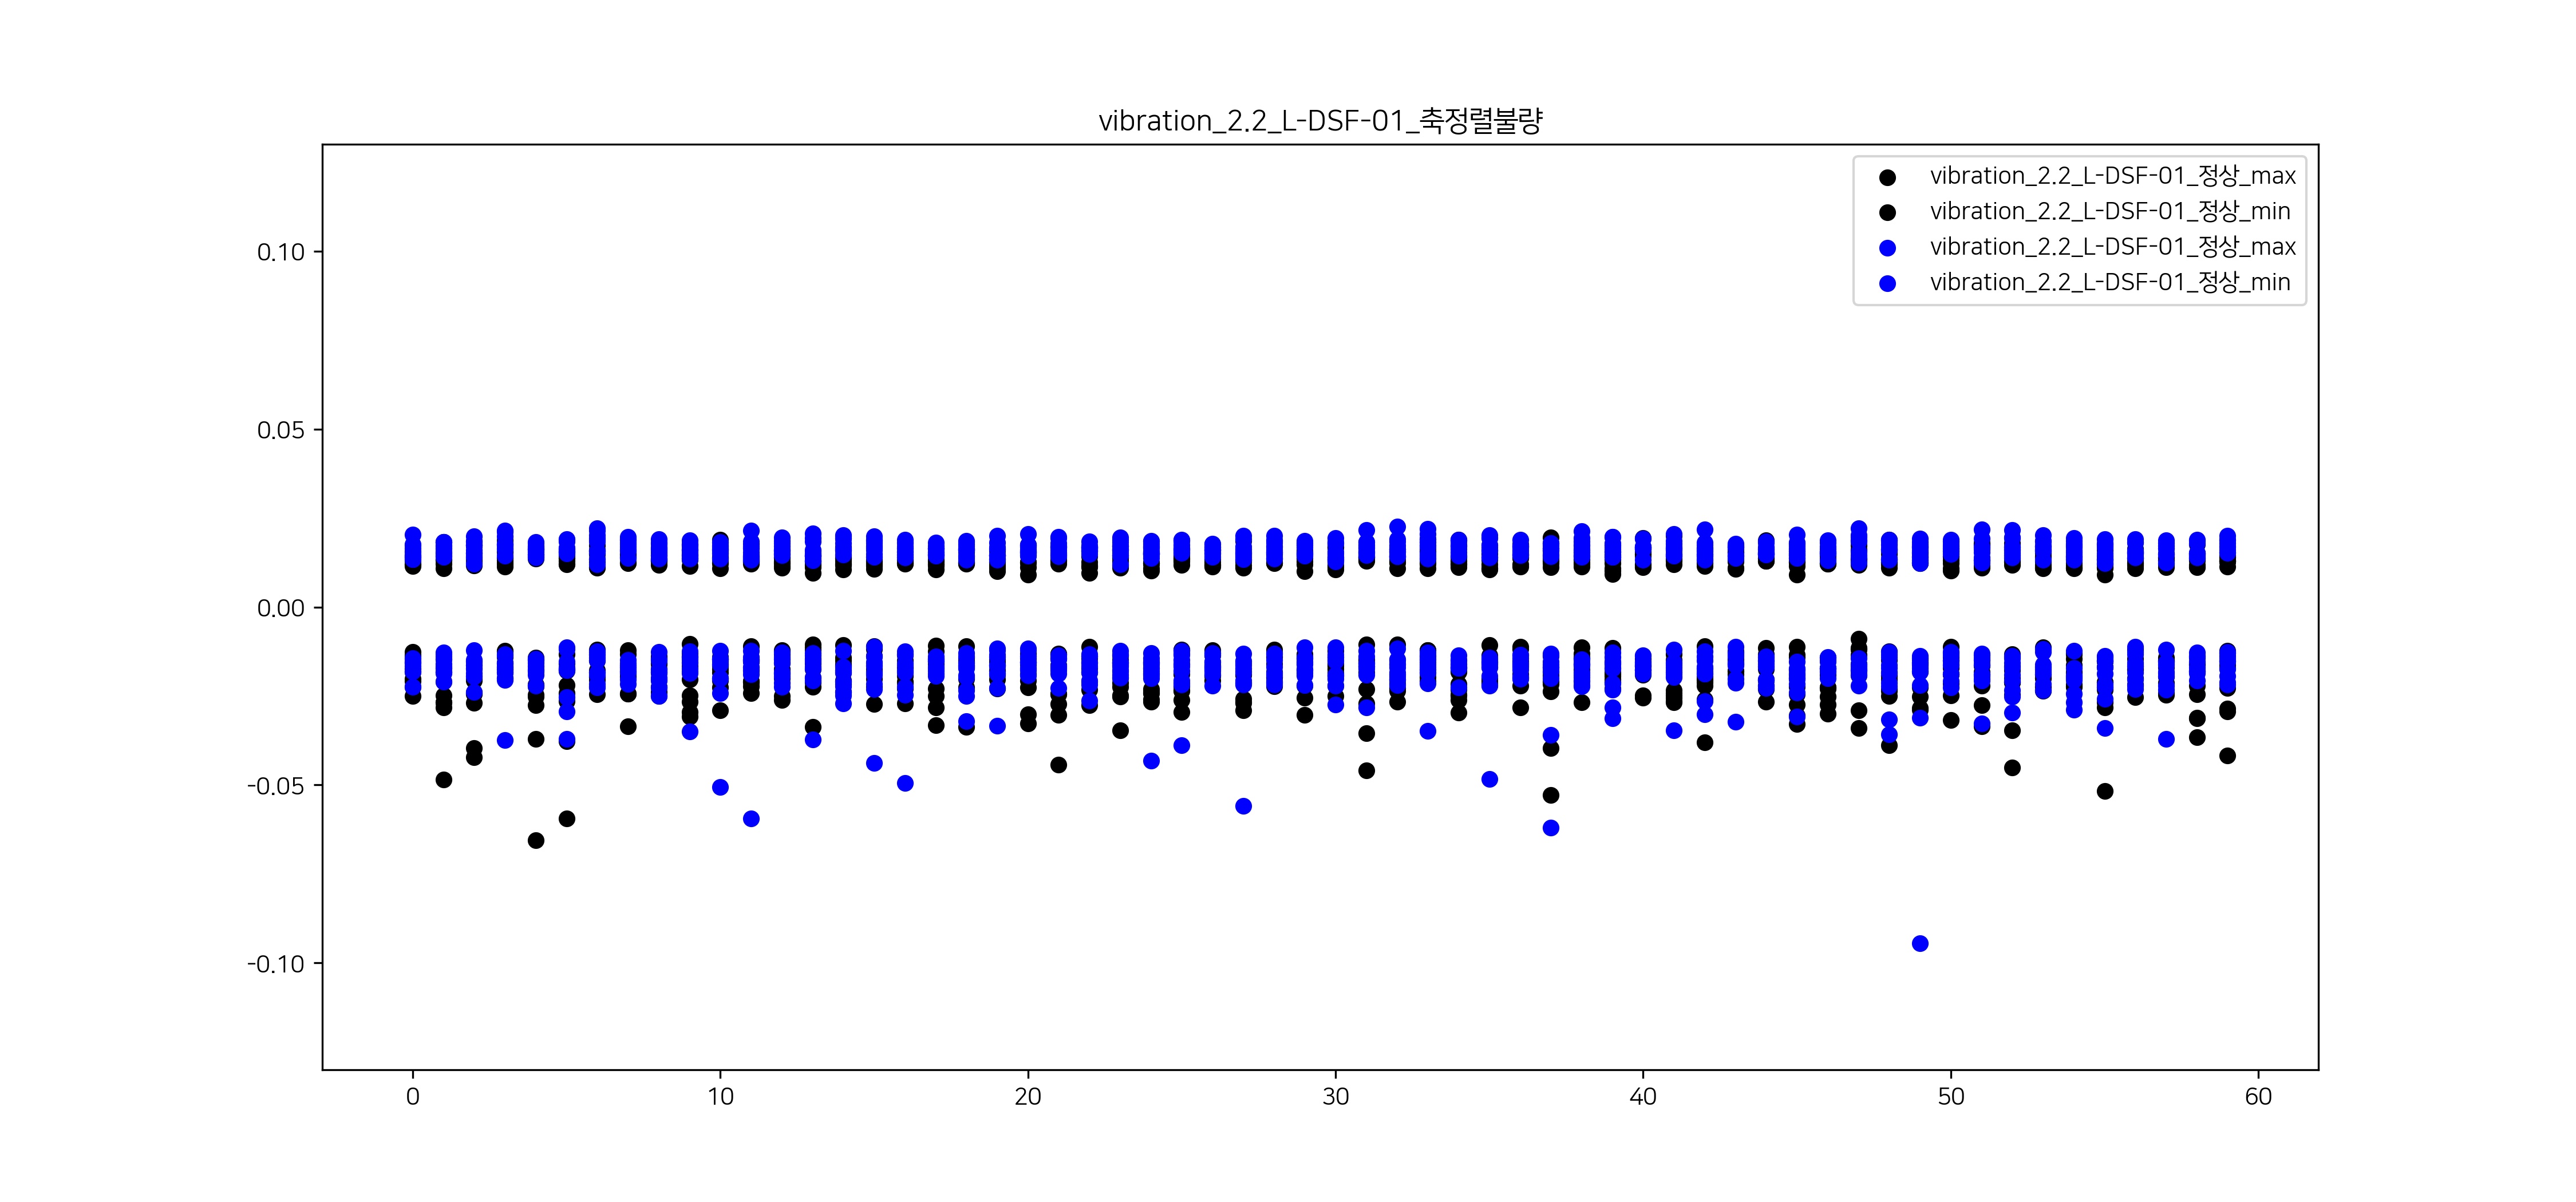 vibration_2.2_L-DSF-01_축정렬불량
vibration_2.2_L-DSF-01_정상_max
vibration_2.2_L-DSF-01_정상_min
vibration_2.2_L-DSF-01_정상_max
vibration_2.2_L-DSF-01_정상_min
0.10
0.05
0.00
-0.05
-0.10
0 10 20 30 40 50 60